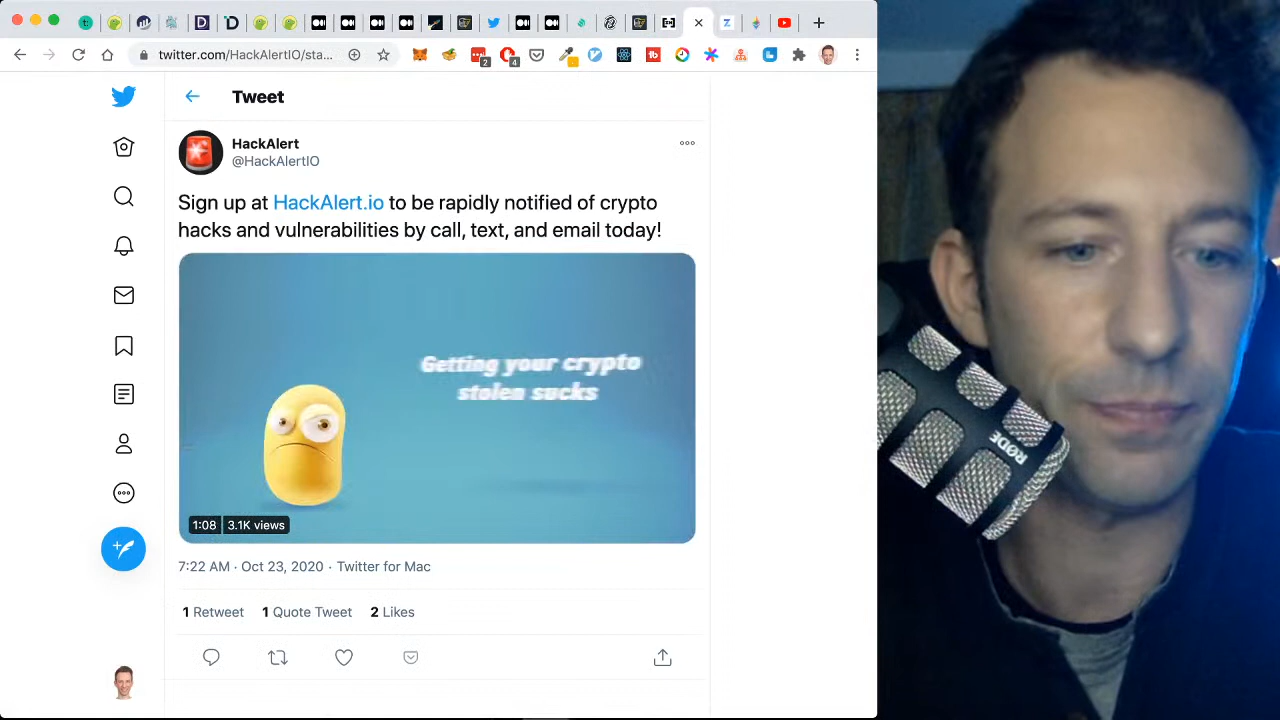 twitter.com/HackAlertIO/sta...
2
4
Tweet
HackAlert
@HackAlertIO
Sign up at HackAlert.io to be rapidly notified of crypto
hacks and vulnerabilities by call, text, and email today!
Getting your crypto
stolen sucks
1:08
3.1K views
7:22 AM · Oct 23, 2020 · Twitter for Mac
1 Retweet 1 Quote Tweet 2 Likes
RØDE